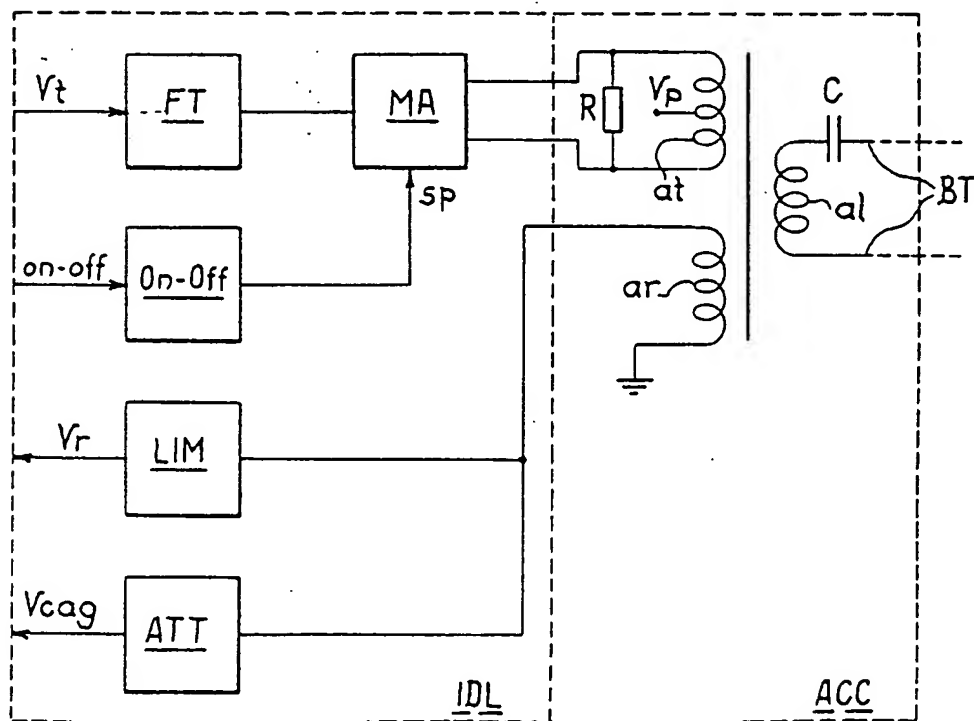 Vt
FT
MA
R
Vp
at
C
al
BT
sp
on-off
On-Off
ar
Vr
LIM
Vcag
ATT
IDL
ACC